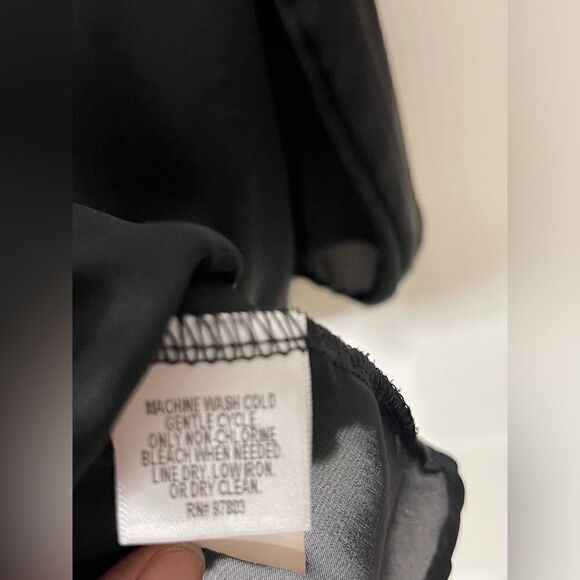 MACHINE WASH COLD
GENTLE CYCLE.
ONLY NON-CHLORINE
BLEACH WHEN NEEDED.
LINE DRY. LOW IRON.
OR DRY CLEAN.
RN# 97803